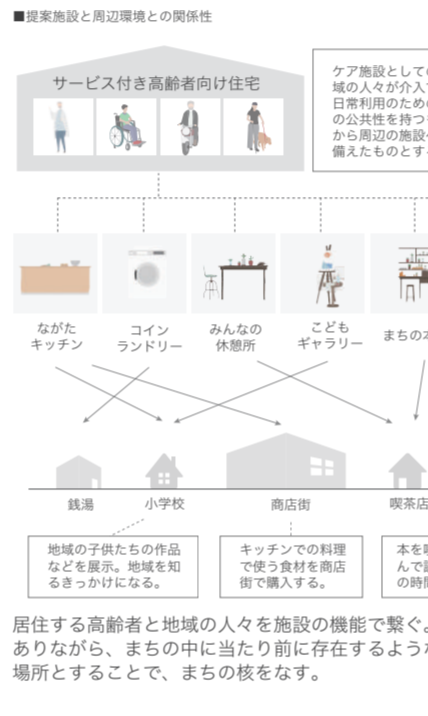 ■提案施設と周辺環境との関係性
サービス付き高齢者向け住宅
ケア施設として
域の人々が介入
日常利用のため
の公共性を持つ
から周辺の施設
備えたものとす
ながた
キッチン
コイン
ランドリー
みんなの
休憩所
こども
ギャラリー
まちの本
銭湯
小学校
商店街
喫茶店
地域の子供たちの作品
などを展示。地域を知
るきっかけになる。
キッチンでの料理
で使う食材を商店
街で購入する。
本を
んで
の時間
居住する高齢者と地域の人々を施設の機能で繋ぐ
ありながら、まちの中に当たり前に存在するような
場所とすることで、まちの核をなす。